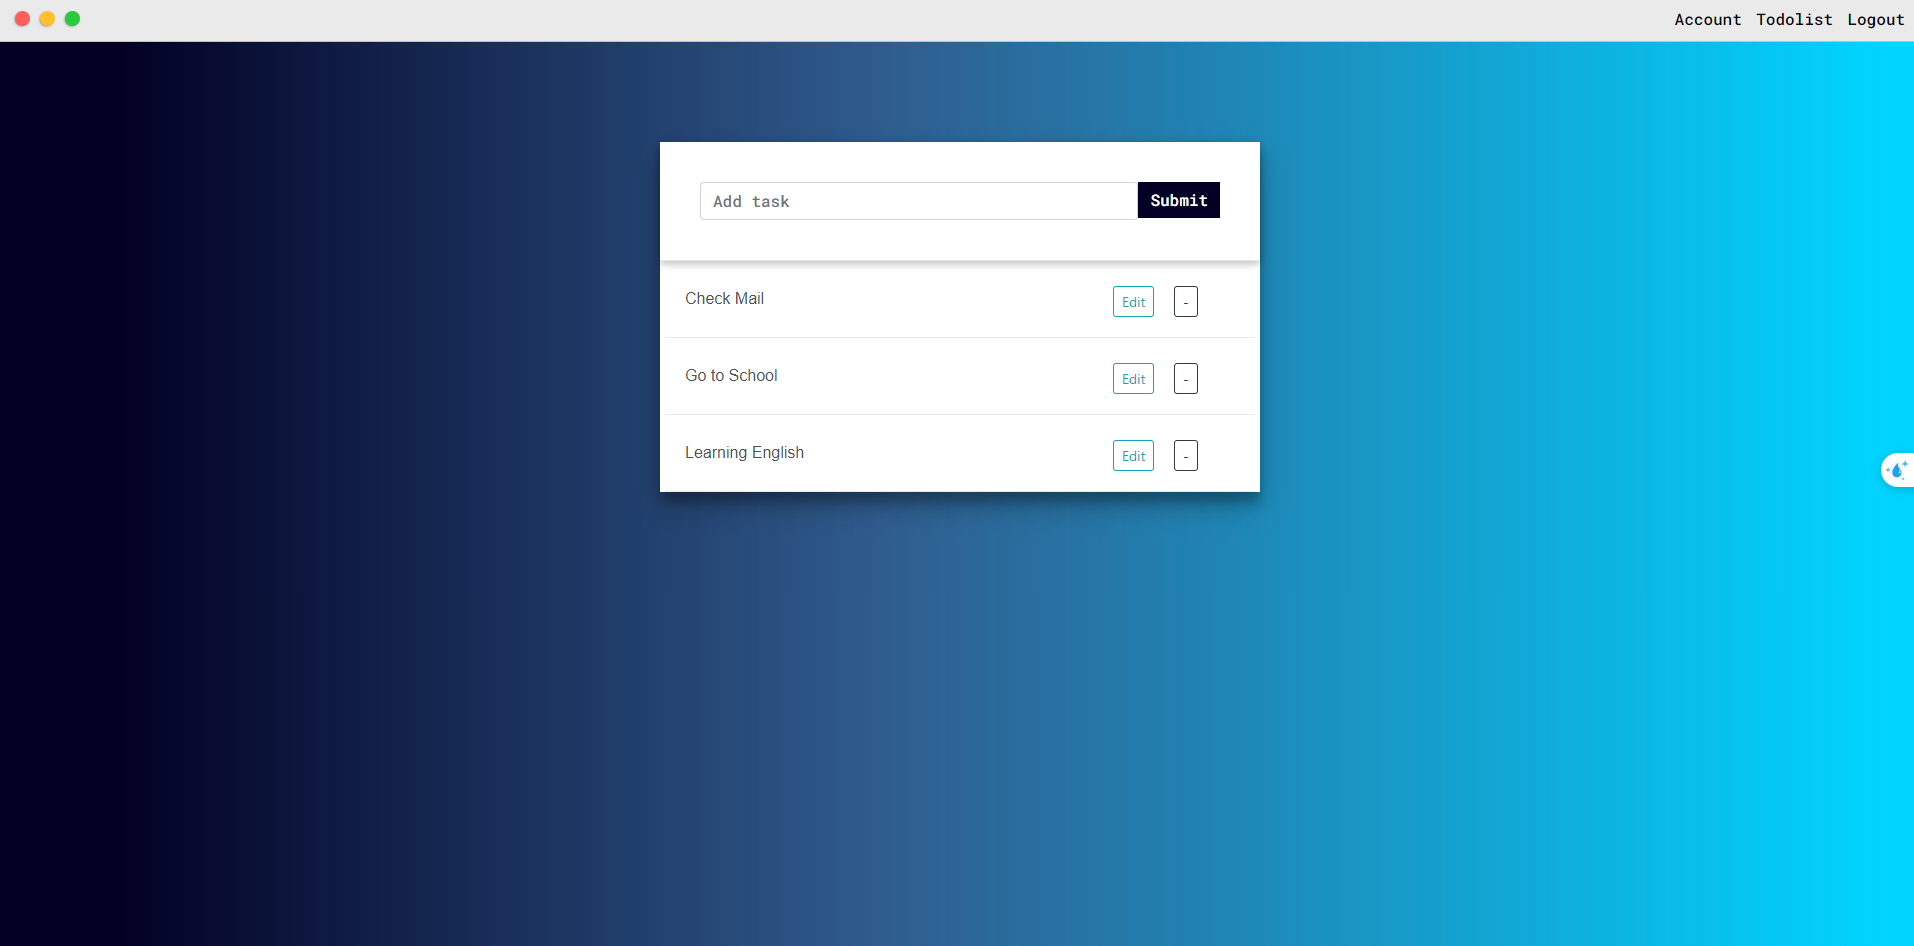 Account Todolist Logout
Add task Submit
Check Mail Edit -
Go to School Edit -
Learning English Edit -